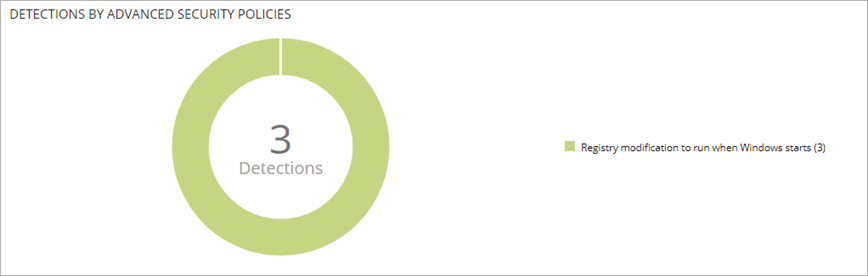 DETECTIONS BY ADVANCED SECURITY POLICIES
3
Detections
Registry modification to run when Windows starts (3)